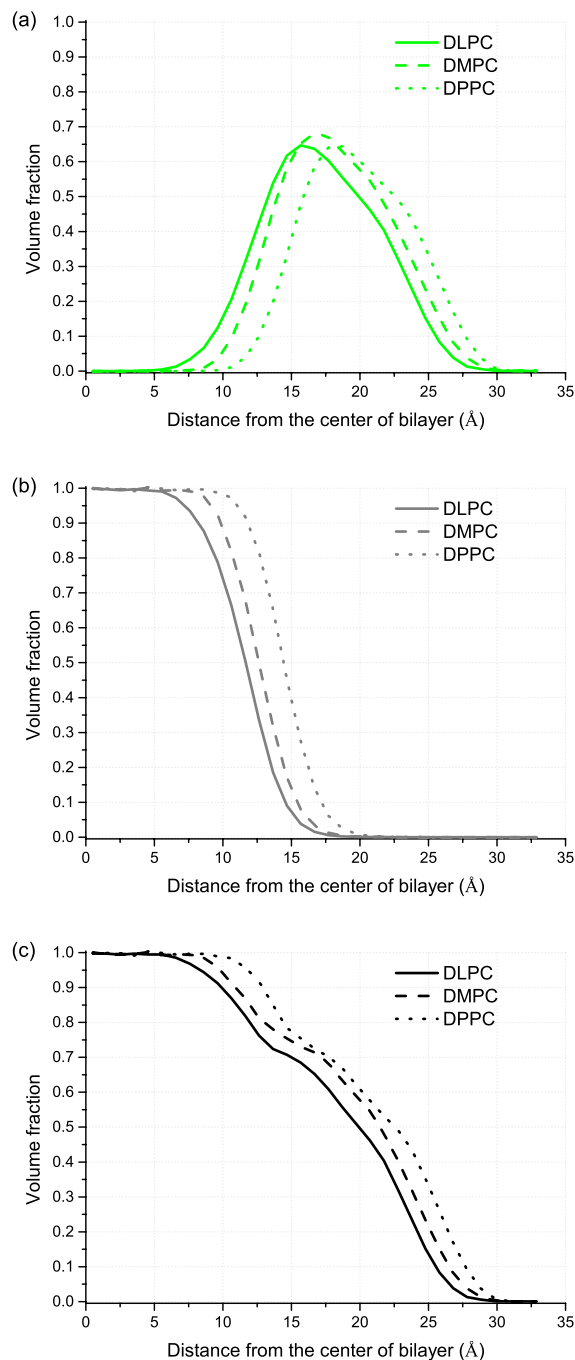 (a)
1.0
0.9
0.8
0.7
0.6
0.5
0.4
0.3
0.2
0.1
0.0
Volume fraction
DLPC
DMPC
DPPC
0 5 10 15 20 25 30 35
Distance from the center of bilayer (Å)
(b)
1.0
0.9
0.8
0.7
0.6
0.5
0.4
0.3
0.2
0.1
0.0
Volume fraction
DLPC
DMPC
DPPC
0 5 10 15 20 25 30 35
Distance from the center of bilayer (Å)
(c)
1.0
0.9
0.8
0.7
0.6
0.5
0.4
0.3
0.2
0.1
0.0
Volume fraction
DLPC
DMPC
DPPC
0 5 10 15 20 25 30 35
Distance from the center of bilayer (Å)